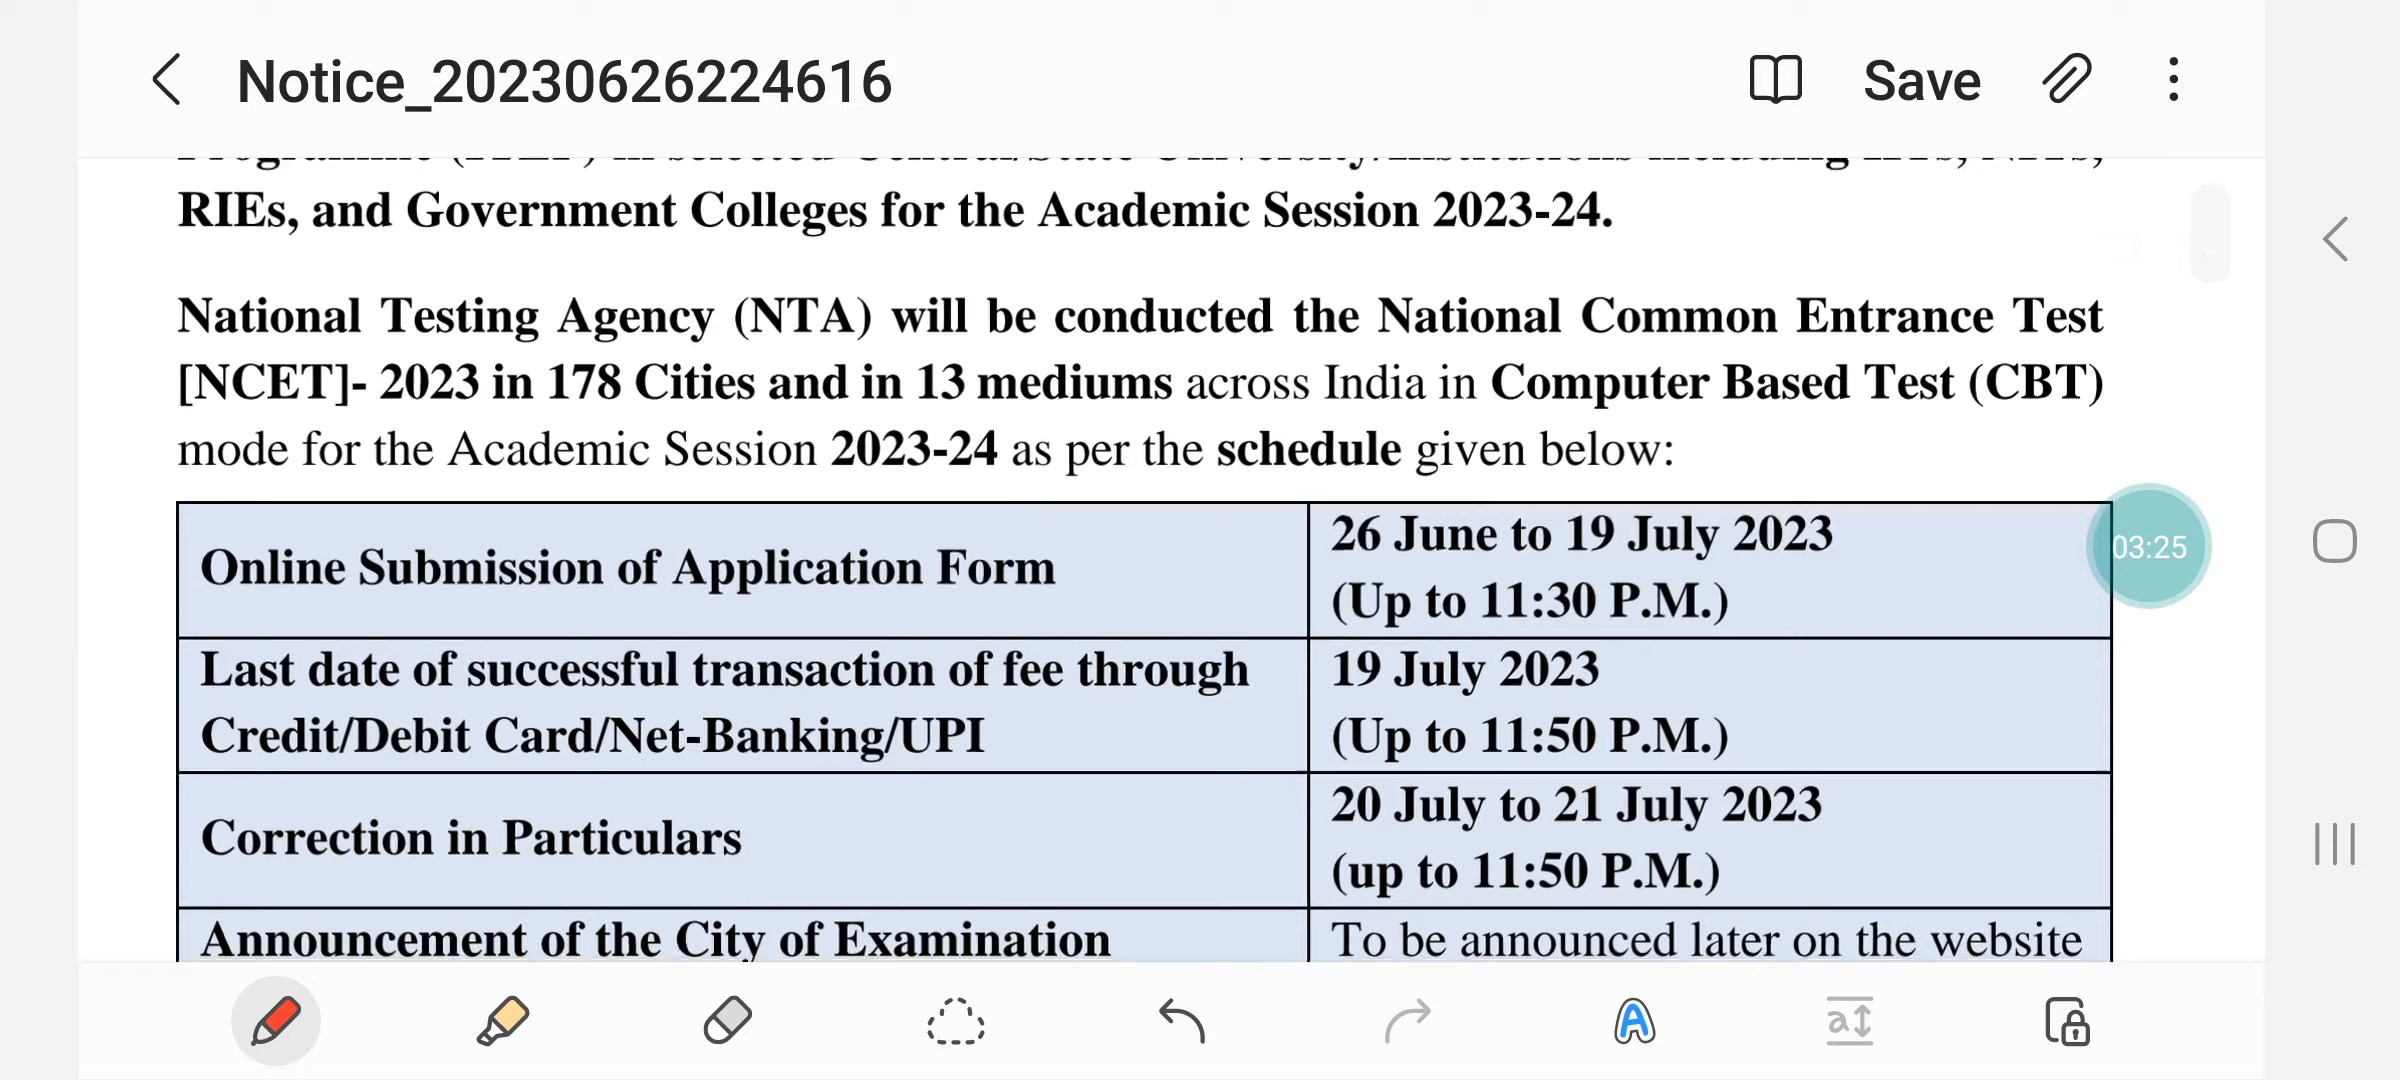 Notice_20230626224616
Save
RIEs, and Government Colleges for the Academic Session 2023-24.
National Testing Agency (NTA) will be conducted the National Common Entrance Test
[NCET]- 2023 in 178 Cities and in 13 mediums across India in Computer Based Test (CBT)
mode for the Academic Session 2023-24 as per the schedule given below:
Online Submission of Application Form
26 June to 19 July 2023
(Up to 11:30 P.M.)
03:25
Last date of successful transaction of fee through
Credit/Debit Card/Net-Banking/UPI
19 July 2023
(Up to 11:50 P.M.)
Correction in Particulars
20 July to 21 July 2023
(up to 11:50 P.M.)
Announcement of the City of Examination
To be announced later on the website